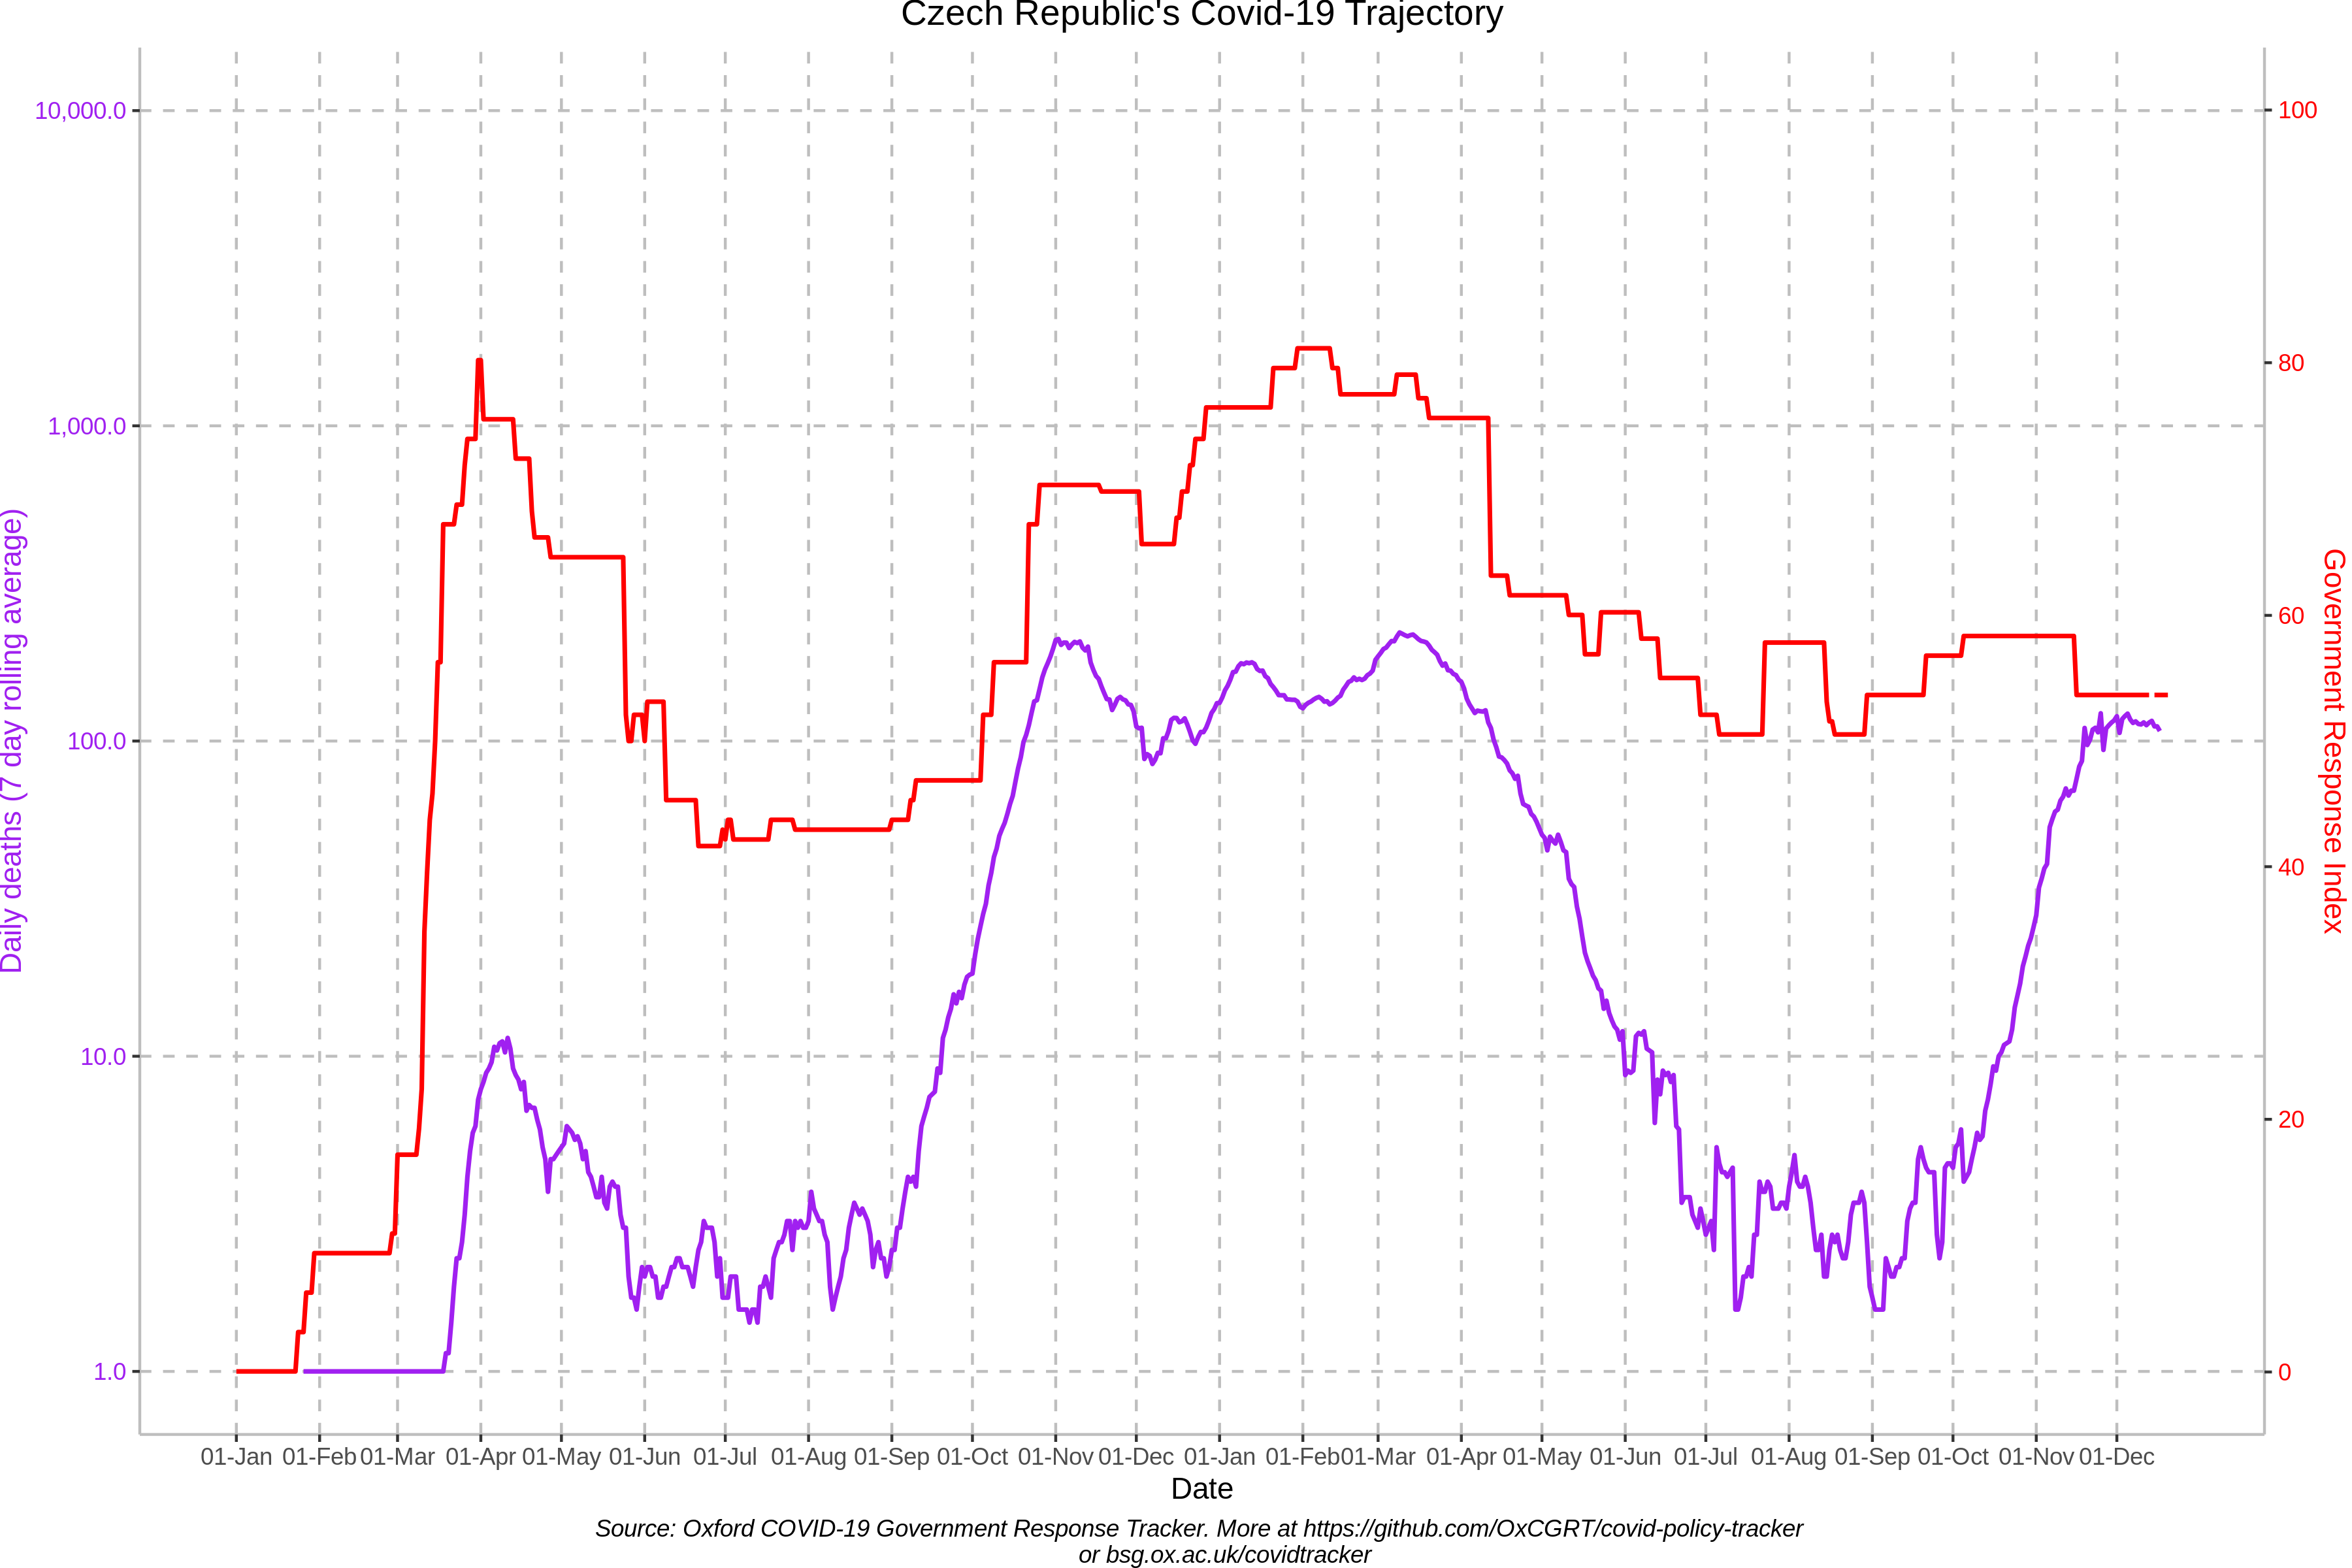 Czech Republic's Covid-19 Trajectory
10,000.0
1,000.0
100.0
10.0
1.0
Daily deaths (7 day rolling average)
100
80
60
40
20
0
Government Response Index
01-Jan 01-Feb 01-Mar 01-Apr 01-May 01-Jun 01-Jul 01-Aug 01-Sep 01-Oct 01-Nov 01-Dec 01-Jan 01-Feb 01-Mar 01-Apr 01-May 01-Jun 01-Jul 01-Aug 01-Sep 01-Oct 01-Nov 01-Dec
Date
Source: Oxford COVID-19 Government Response Tracker. More at https://github.com/OxCGRT/covid-policy-tracker
or bsg.ox.ac.uk/covidtracker